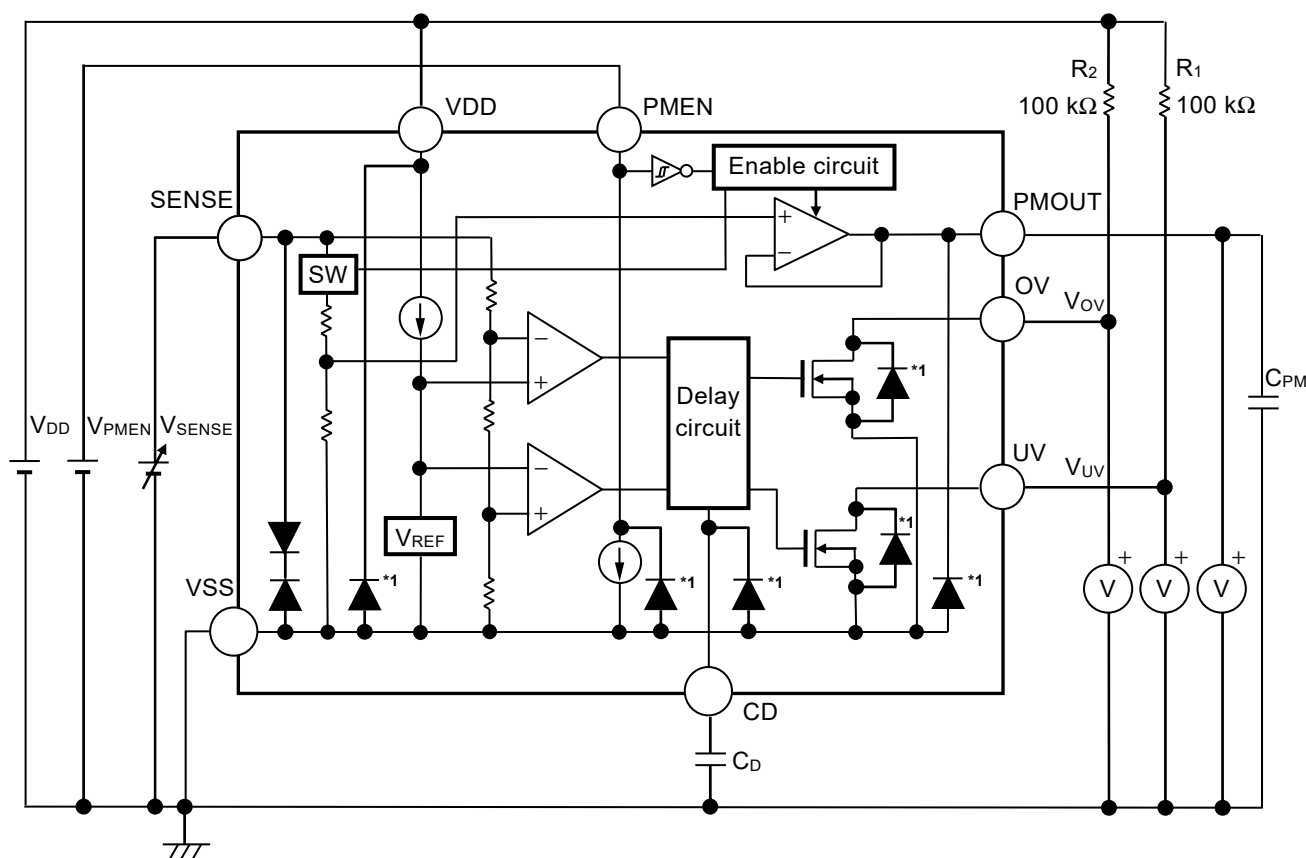 R2
100 kΩ
R1
100 kΩ
VDD
PMEN
Enable circuit
SENSE
PMOUT
+
−
SW
OV
VOV
−
+
*1
Delay
circuit
CPM
VDD
VPMEN
VSENSE
UV
VUV
−
+
*1
VREF
VSS
*1
*1
*1
*1
+
V
+
V
+
V
CD
CD